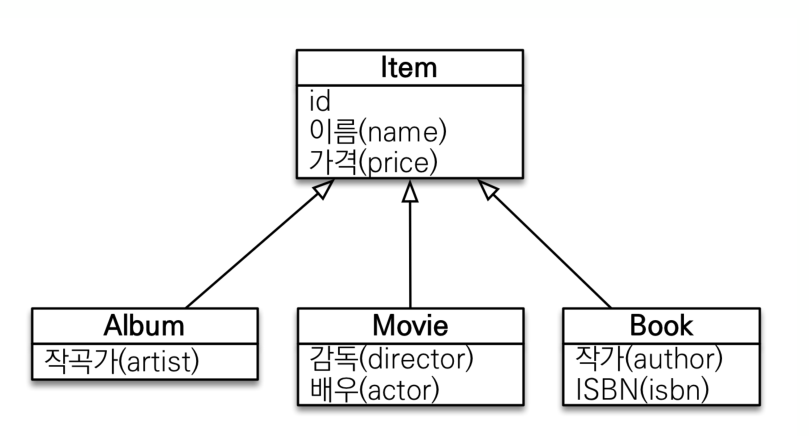 Item
id
이름(name)
가격(price)
Album
작곡가(artist)
Movie
감독(director)
배우(actor)
Book
작가(author)
ISBN(isbn)